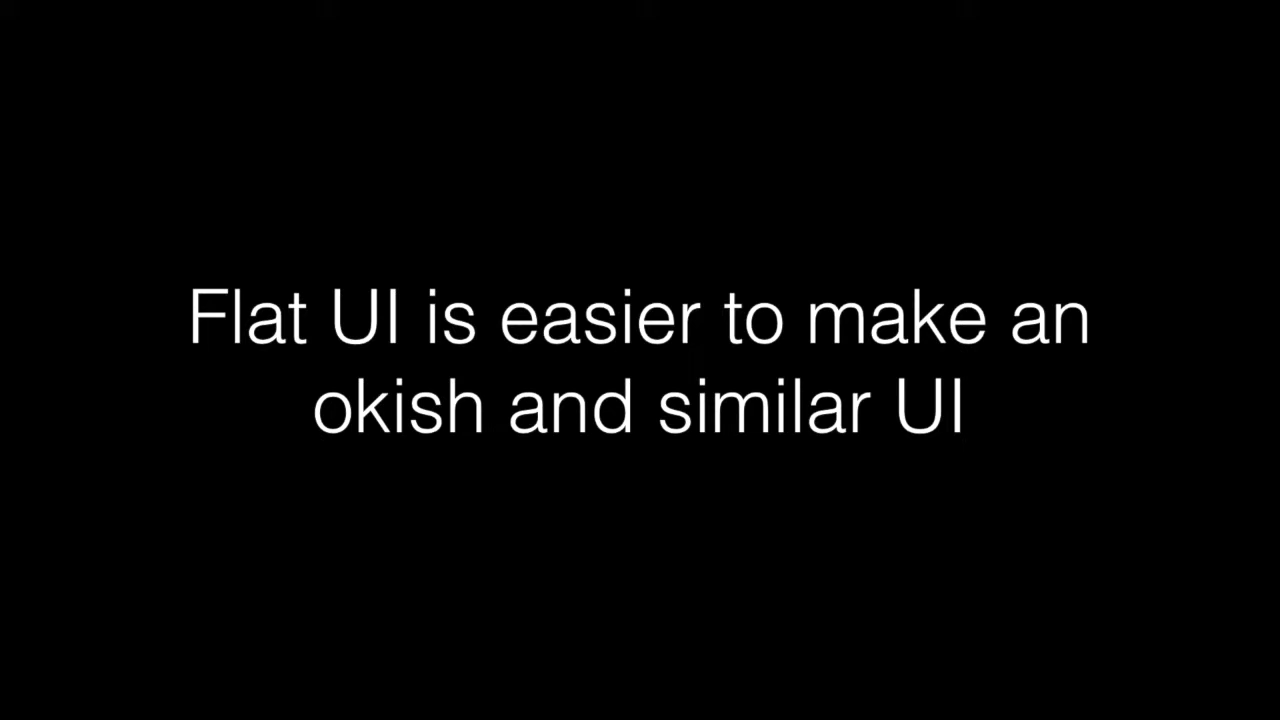 Flat UI is easier to make an
okish and similar UI